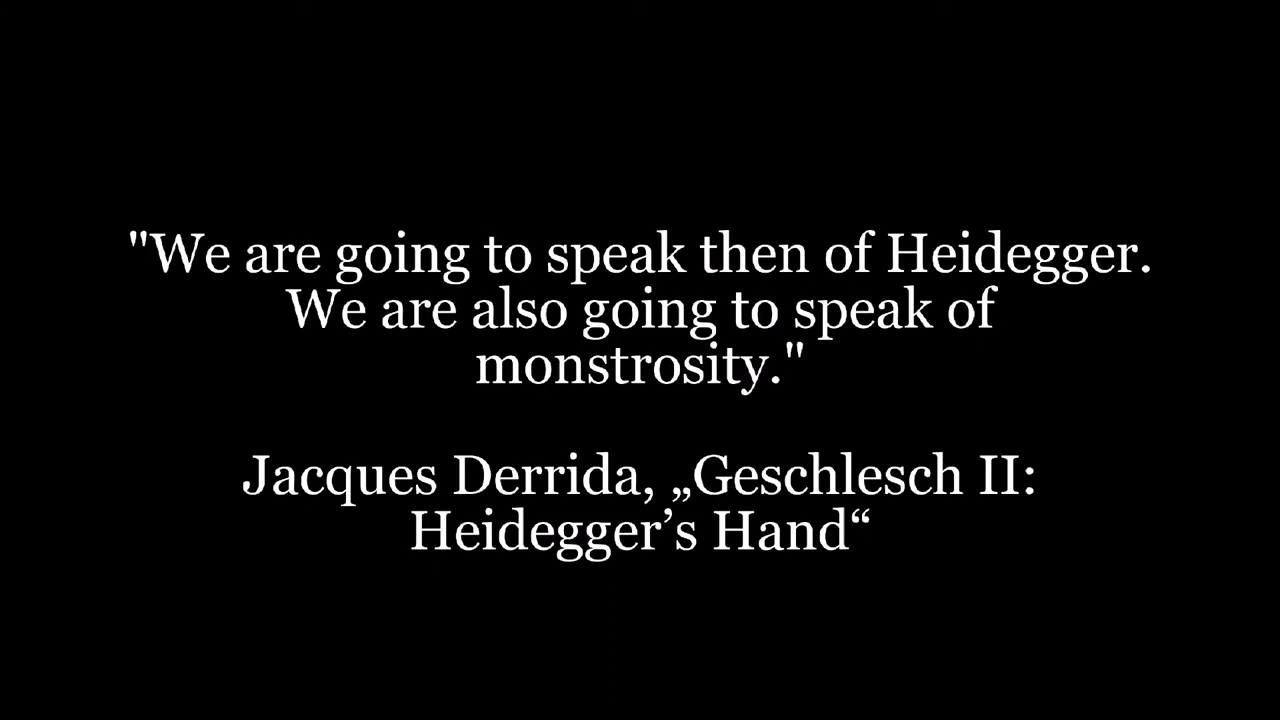 "We are going to speak then of Heidegger.
We are also going to speak of
monstrosity."
Jacques Derrida, „Geschlesch II:
Heidegger’s Hand“